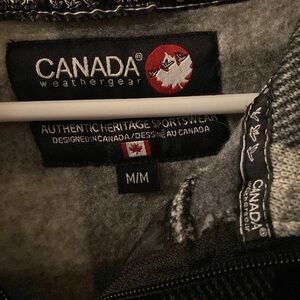 CANADA®
weathergear
AUTHENTIC HERITAGE SPORTSWEAR
DESIGNED IN CANADA/DESSINÉ AU CANADA
M/M
CANADA